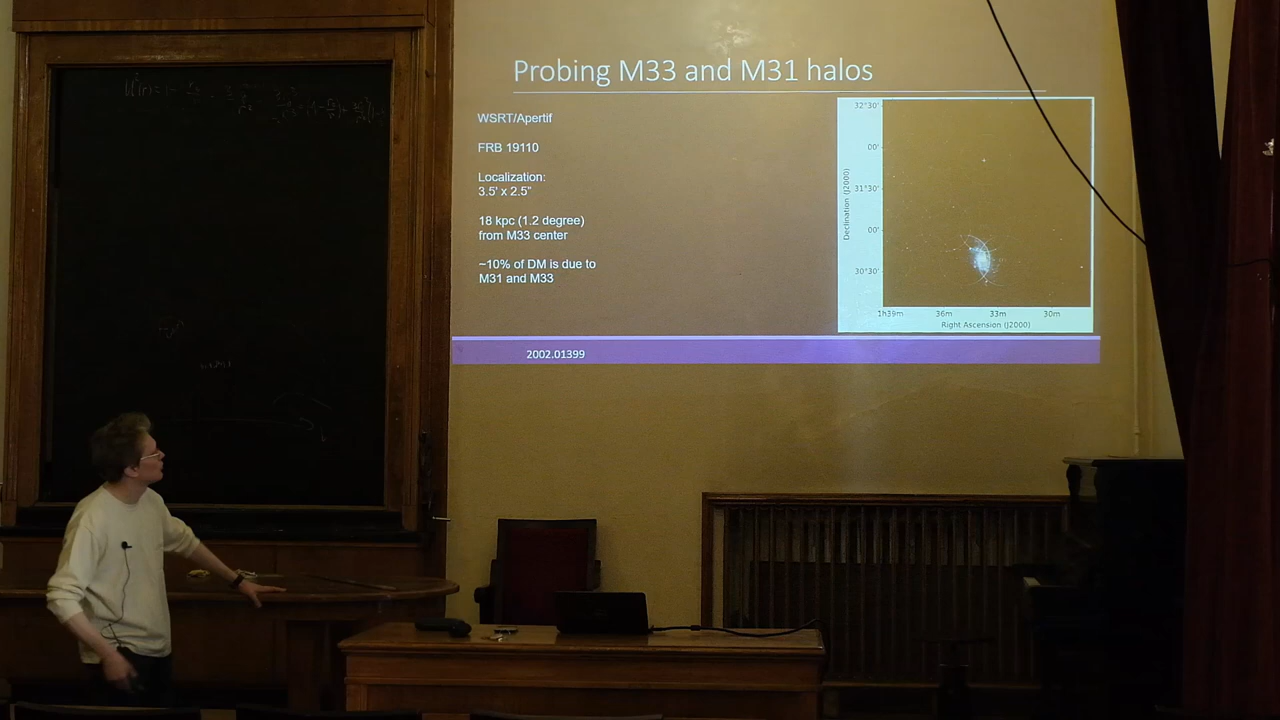 Probing M33 and M31 halos
WSRT/Apertif
FRB 19110
Localization:
3.5' x 2.5"
18 kpc (1.2 degree)
from M33 center
~10% of DM is due to
M31 and M33
32°30'
00'
31°30'
00'
30°30'
Declination (J2000)
1h39m
36m
33m
30m
Right Ascension (J2000)
2002.01399